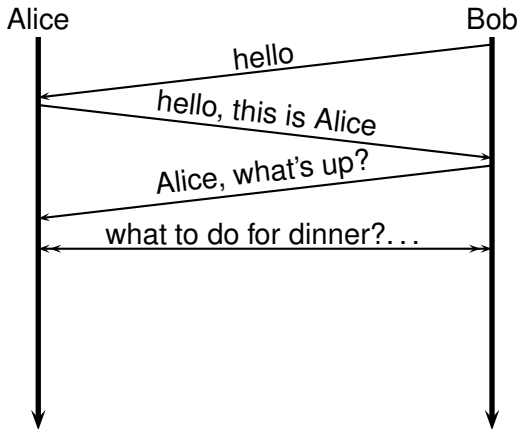 Alice
Bob
hello
hello, this is Alice
Alice, what's up?
what to do for dinner?...